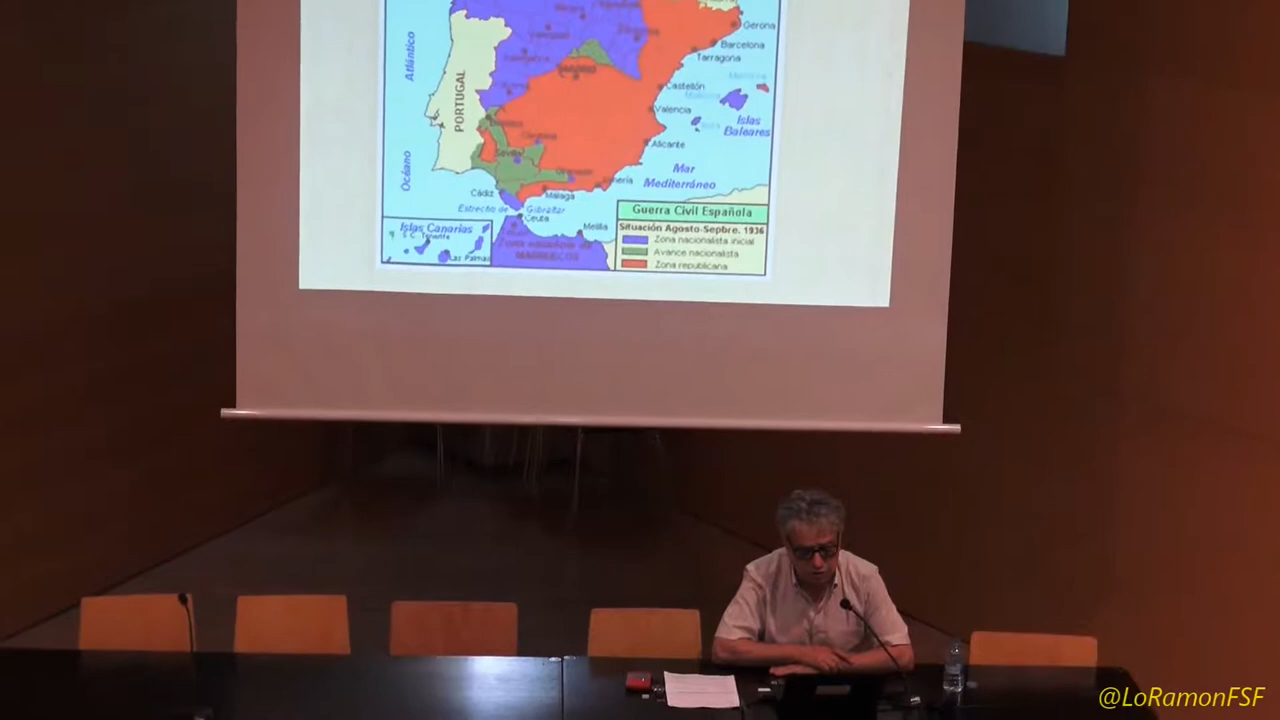 Gerona
Barcelona
Tarragona
Castellón
Valencia
Alicante
Atlántico
Océano
PORTUGAL
Islas
Baleares
Mar
Mediterráneo
Sevilla
Málaga
Cádiz
Estrecho de Gibraltar
Ceuta
Melilla
Islas Canarias
S.C. Tenerife
Las Palmas
Guerra Civil Española
Situación Agosto-Sepbre. 1936
Zona nacionalista inicial
Avance nacionalista
Zona republicana
@LoRamonFSF